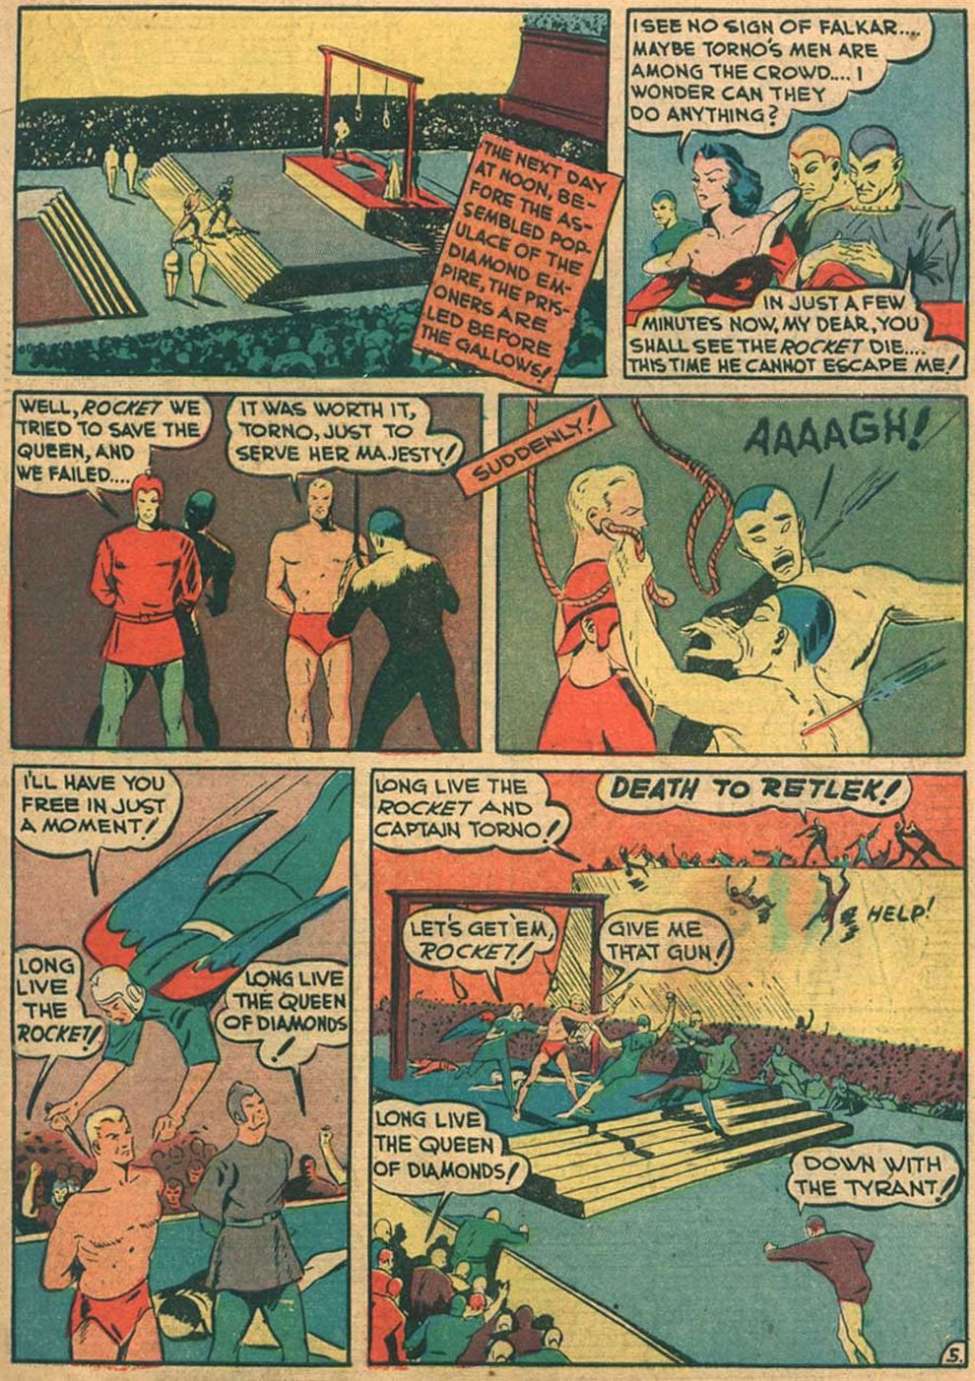 THE NEXT DAY
AT NOON, BE-
FORE THE AS-
SEMBLED POP-
ULACE OF THE
DIAMOND EM-
PIRE, THE PRIS-
ONERS ARE
LED BEFORE
THE GALLOWS!
I SEE NO SIGN OF FALKAR....
MAYBE TORNO'S MEN ARE
AMONG THE CROWD.... I
WONDER CAN THEY
DO ANYTHING?
IN JUST A FEW
MINUTES NOW, MY DEAR, YOU
SHALL SEE THE ROCKET DIE....
THIS TIME HE CANNOT ESCAPE ME!
WELL, ROCKET WE
TRIED TO SAVE THE
QUEEN, AND
WE FAILED....
IT WAS WORTH IT,
TORNO, JUST TO
SERVE HER MAJESTY!
SUDDENLY!
AAAAGH!
I'LL HAVE YOU
FREE IN JUST
A MOMENT!
LONG
LIVE
THE
ROCKET!
LONG LIVE
THE QUEEN
OF DIAMONDS
!
LONG LIVE THE
ROCKET AND
CAPTAIN TORNO!
DEATH TO RETLEK!
HELP!
LET'S GET 'EM,
ROCKET!
GIVE ME
THAT GUN!
LONG LIVE
THE QUEEN
OF DIAMONDS!
DOWN WITH
THE TYRANT!
5.